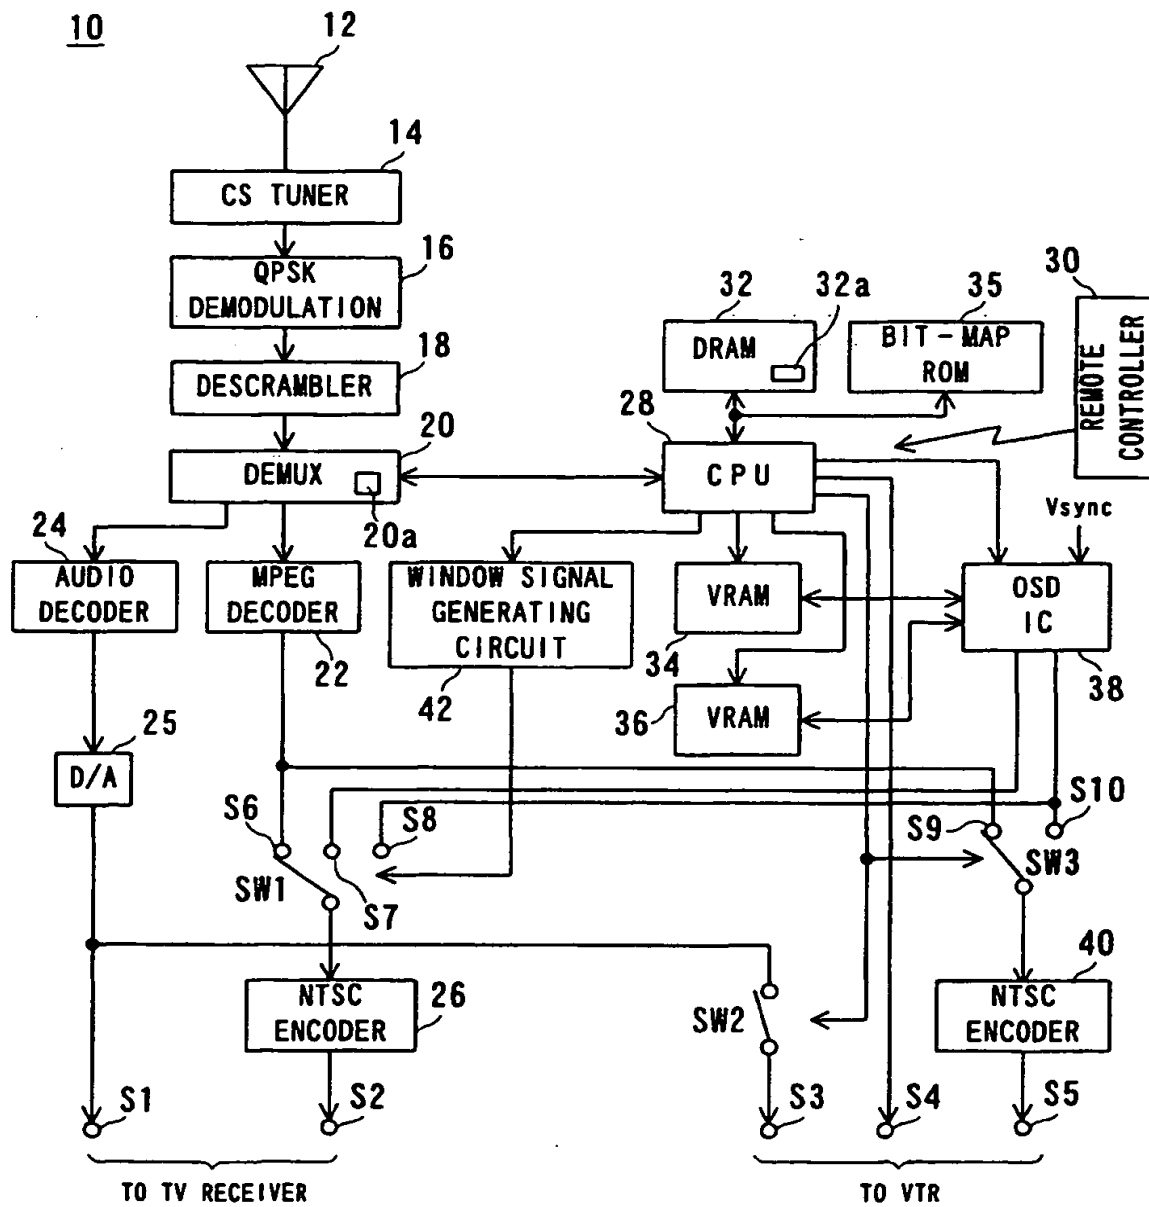 10
12
14
CS TUNER
16
QPSK
DEMODULATION
18
DESCRAMBLER
20
DEMUX
20a
24
AUDIO
DECODER
MPEG
DECODER
22
25
D/A
28
CPU
32
32a
DRAM
35
BIT-MAP
ROM
30
REMOTE
CONTROLLER
Vsync
WINDOW SIGNAL
GENERATING
CIRCUIT
42
VRAM
34
36
VRAM
OSD
IC
38
S6
S7
S8
SW1
S9
S10
SW3
NTSC
ENCODER
26
SW2
40
NTSC
ENCODER
S1
S2
S3
S4
S5
TO TV RECEIVER
TO VTR